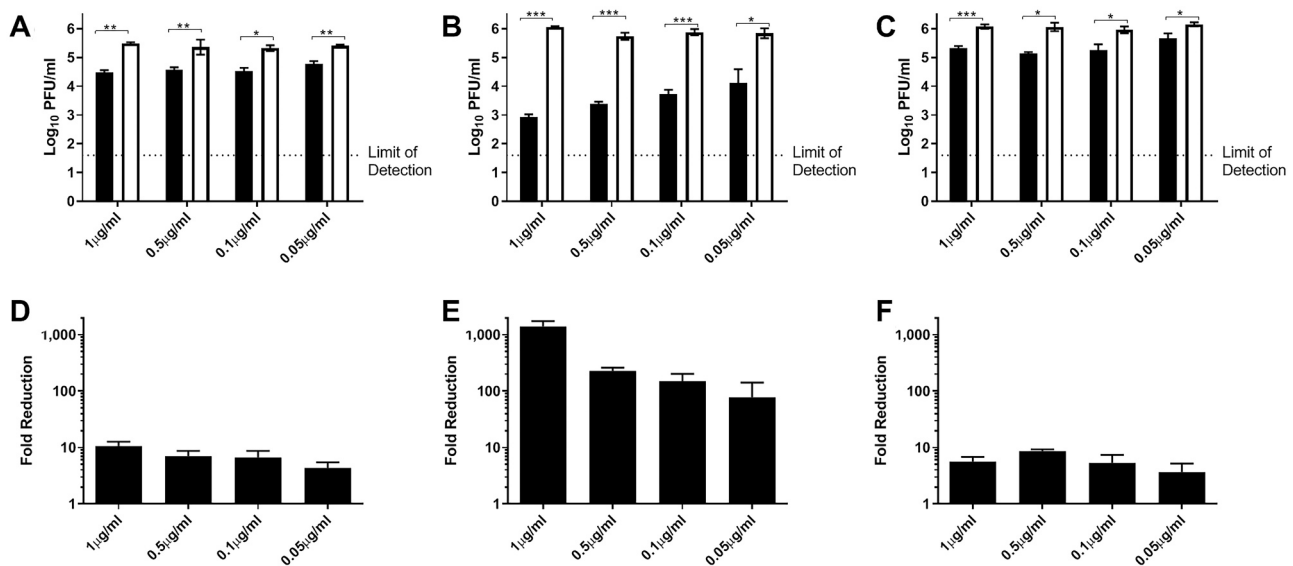 A
Log10 PFU/ml
6
5
4
3
2
1
0
**
**
*
**
Limit of
Detection
1µg/ml
0.5µg/ml
0.1µg/ml
0.05µg/ml
B
Log10 PFU/ml
6
5
4
3
2
1
0
***
***
***
*
Limit of
Detection
1µg/ml
0.5µg/ml
0.1µg/ml
0.05µg/ml
C
Log10 PFU/ml
6
5
4
3
2
1
0
***
*
*
*
Limit of
Detection
1µg/ml
0.5µg/ml
0.1µg/ml
0.05µg/ml
D
Fold Reduction
1,000
100
10
1
1µg/ml
0.5µg/ml
0.1µg/ml
0.05µg/ml
E
Fold Reduction
1,000
100
10
1
1µg/ml
0.5µg/ml
0.1µg/ml
0.05µg/ml
F
Fold Reduction
1,000
100
10
1
1µg/ml
0.5µg/ml
0.1µg/ml
0.05µg/ml